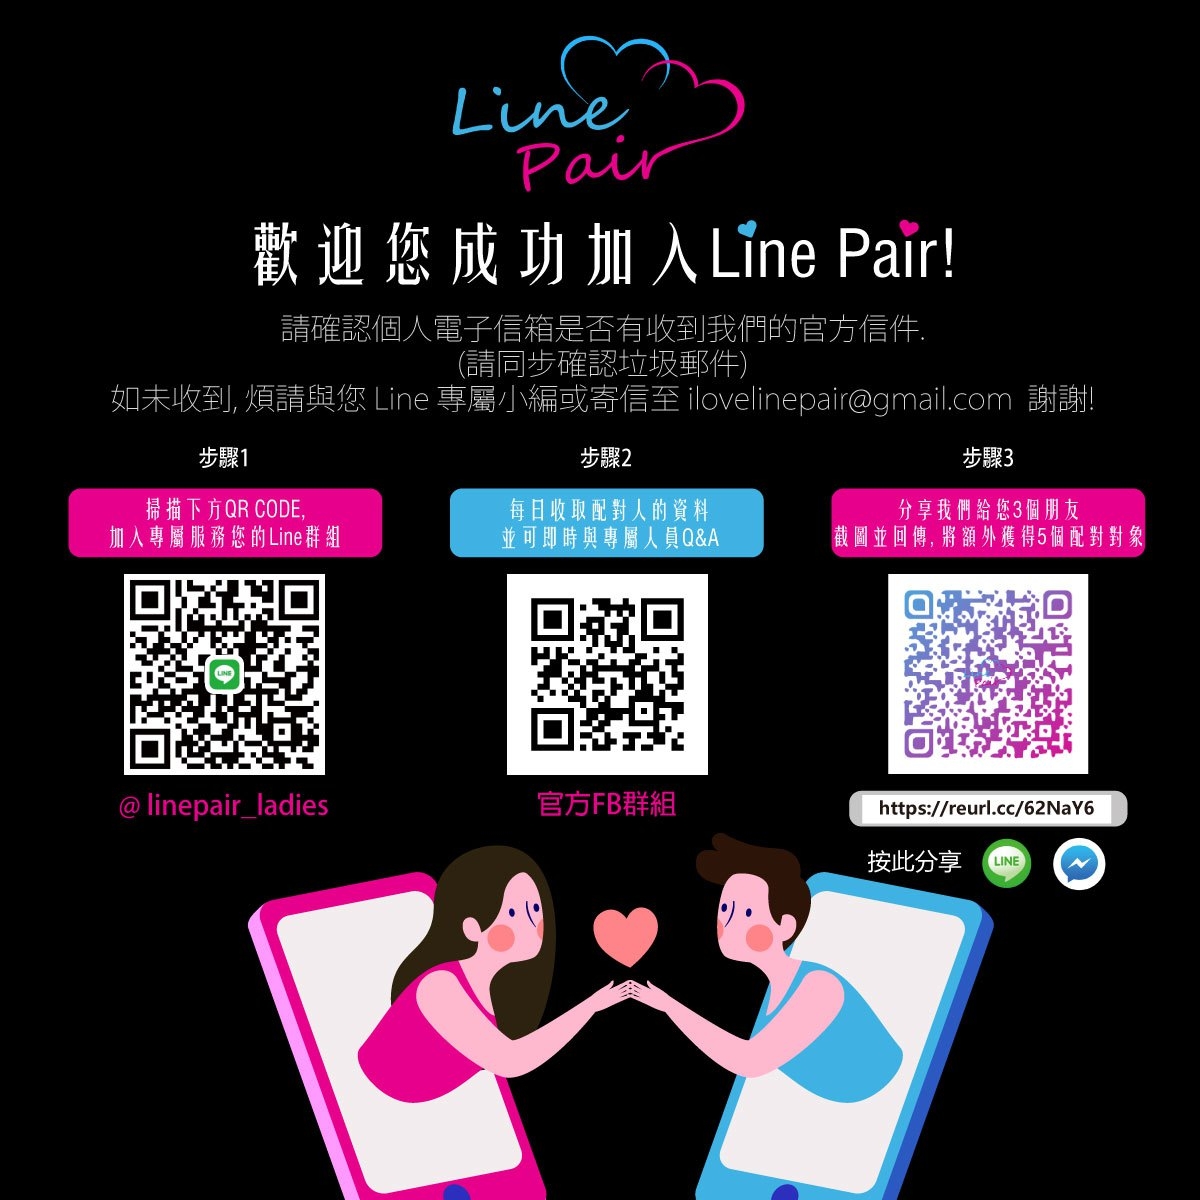 Line
Pair
歡迎您成功加入Line Pair!
請確認個人電子信箱是否有收到我們的官方信件.
(請同步確認垃圾郵件)
如未收到, 煩請與您 Line 專屬小編或寄信至 ilovelinepair@gmail.com 謝謝!
步驟1
掃描下方QR CODE,
加入專屬服務您的Line群組
LINE
@ linepair_ladies
步驟2
每日收取配對人的資料
並可即時與專屬人員Q&A
官方FB群組
步驟3
分享我們給您3個朋友
截圖並回傳, 將額外獲得5個配對對象
https://reurl.cc/62NaY6
按此分享
LINE